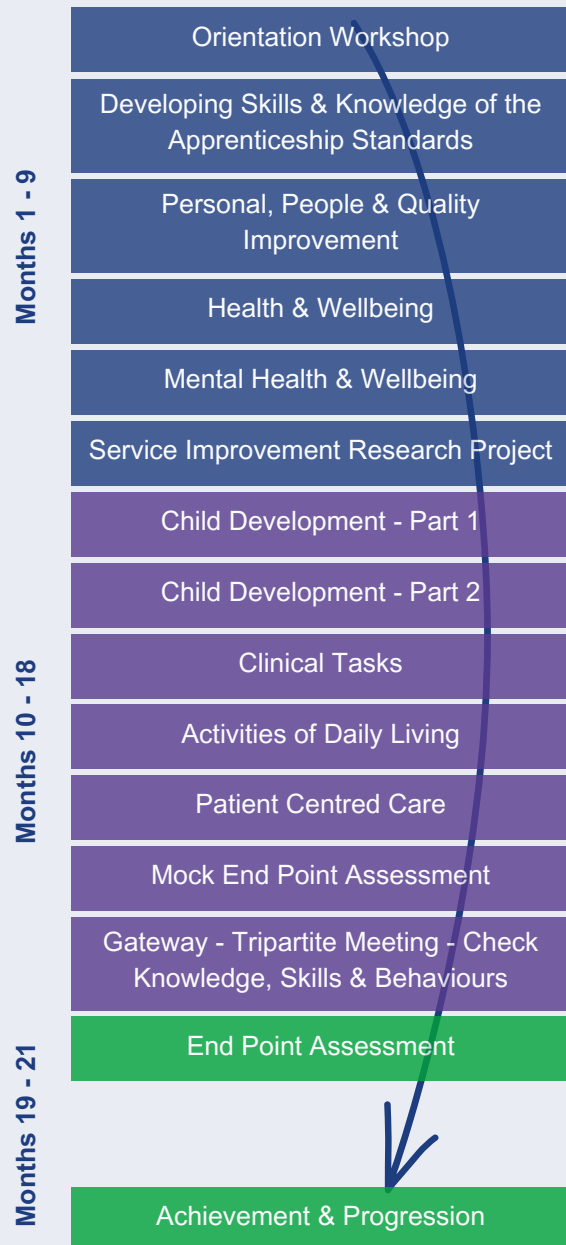 Months 1 - 9
Orientation Workshop
Developing Skills & Knowledge of the
Apprenticeship Standards
Personal, People & Quality
Improvement
Health & Wellbeing
Mental Health & Wellbeing
Service Improvement Research Project
Months 10 - 18
Child Development - Part 1
Child Development - Part 2
Clinical Tasks
Activities of Daily Living
Patient Centred Care
Mock End Point Assessment
Gateway - Tripartite Meeting - Check
Knowledge, Skills & Behaviours
Months 19 - 21
End Point Assessment
Achievement & Progression